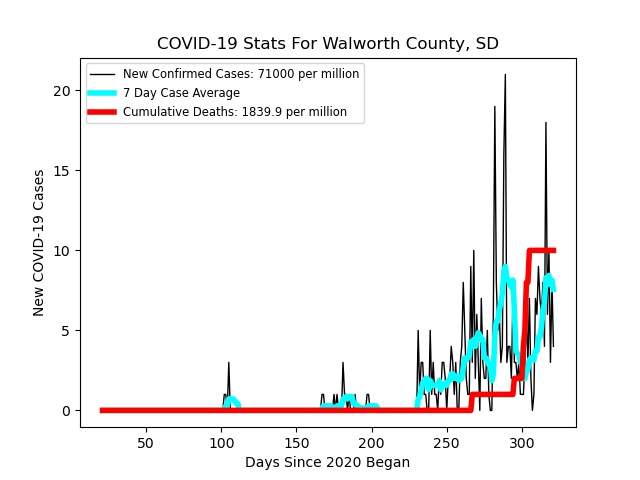 COVID-19 Stats For Walworth County, SD
New Confirmed Cases: 71000 per million
7 Day Case Average
Cumulative Deaths: 1839.9 per million
New COVID-19 Cases
20
15
10
5
0
50 100 150 200 250 300
Days Since 2020 Began